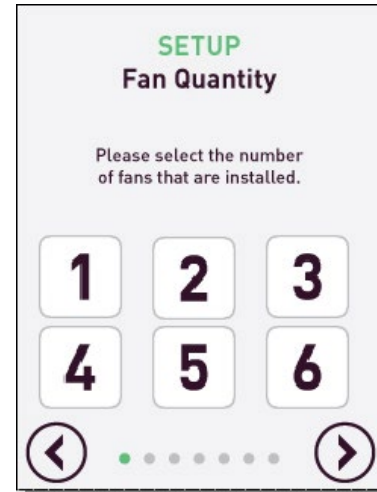 SETUP
Fan Quantity
Please select the number
of fans that are installed.
1 2 3
4 5 6